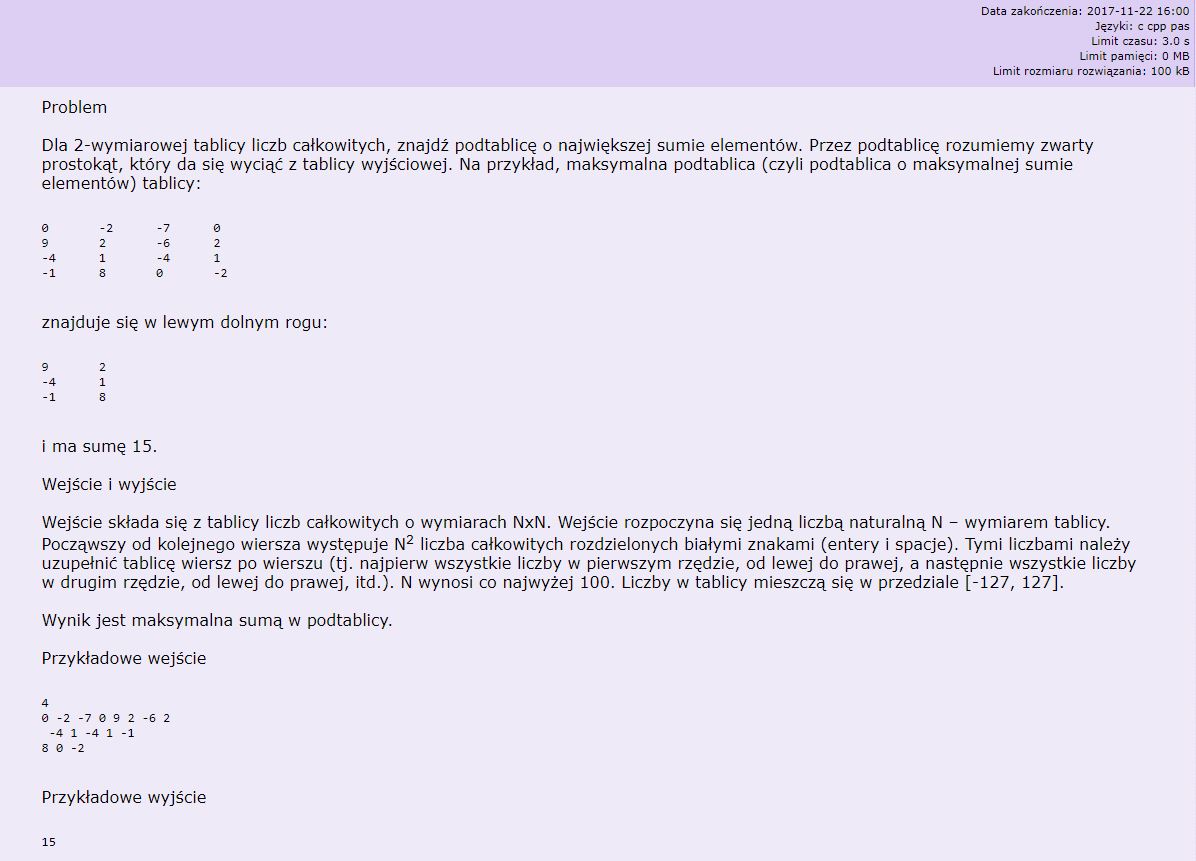 Data zakończenia: 2017-11-22 16:00
Języki: c cpp pas
Limit czasu: 3.0 s
Limit pamięci: 0 MB
Limit rozmiaru rozwiązania: 100 kB
Problem
Dla 2-wymiarowej tablicy liczb całkowitych, znajdź podtablicę o największej sumie elementów. Przez podtablicę rozumiemy zwarty
prostokąt, który da się wyciąć z tablicy wyjściowej. Na przykład, maksymalna podtablica (czyli podtablica o maksymalnej sumie
elementów) tablicy:
0 -2 -7 0
9 2 -6 2
-4 1 -4 1
-1 8 0 -2
znajduje się w lewym dolnym rogu:
9 2
-4 1
-1 8
i ma sumę 15.
Wejście i wyjście
Wejście składa się z tablicy liczb całkowitych o wymiarach NxN. Wejście rozpoczyna się jedną liczbą naturalną N – wymiarem tablicy.
Począwszy od kolejnego wiersza występuje N² liczba całkowitych rozdzielonych białymi znakami (entery i spacje). Tymi liczbami należy
uzupełnić tablicę wiersz po wierszu (tj. najpierw wszystkie liczby w pierwszym rzędzie, od lewej do prawej, a następnie wszystkie liczby
w drugim rzędzie, od lewej do prawej, itd.). N wynosi co najwyżej 100. Liczby w tablicy mieszczą się w przedziale [-127, 127].
Wynik jest maksymalna sumą w podtablicy.
Przykładowe wejście
4
0 -2 -7 0 9 2 -6 2
-4 1 -4 1 -1
8 0 -2
Przykładowe wyjście
15